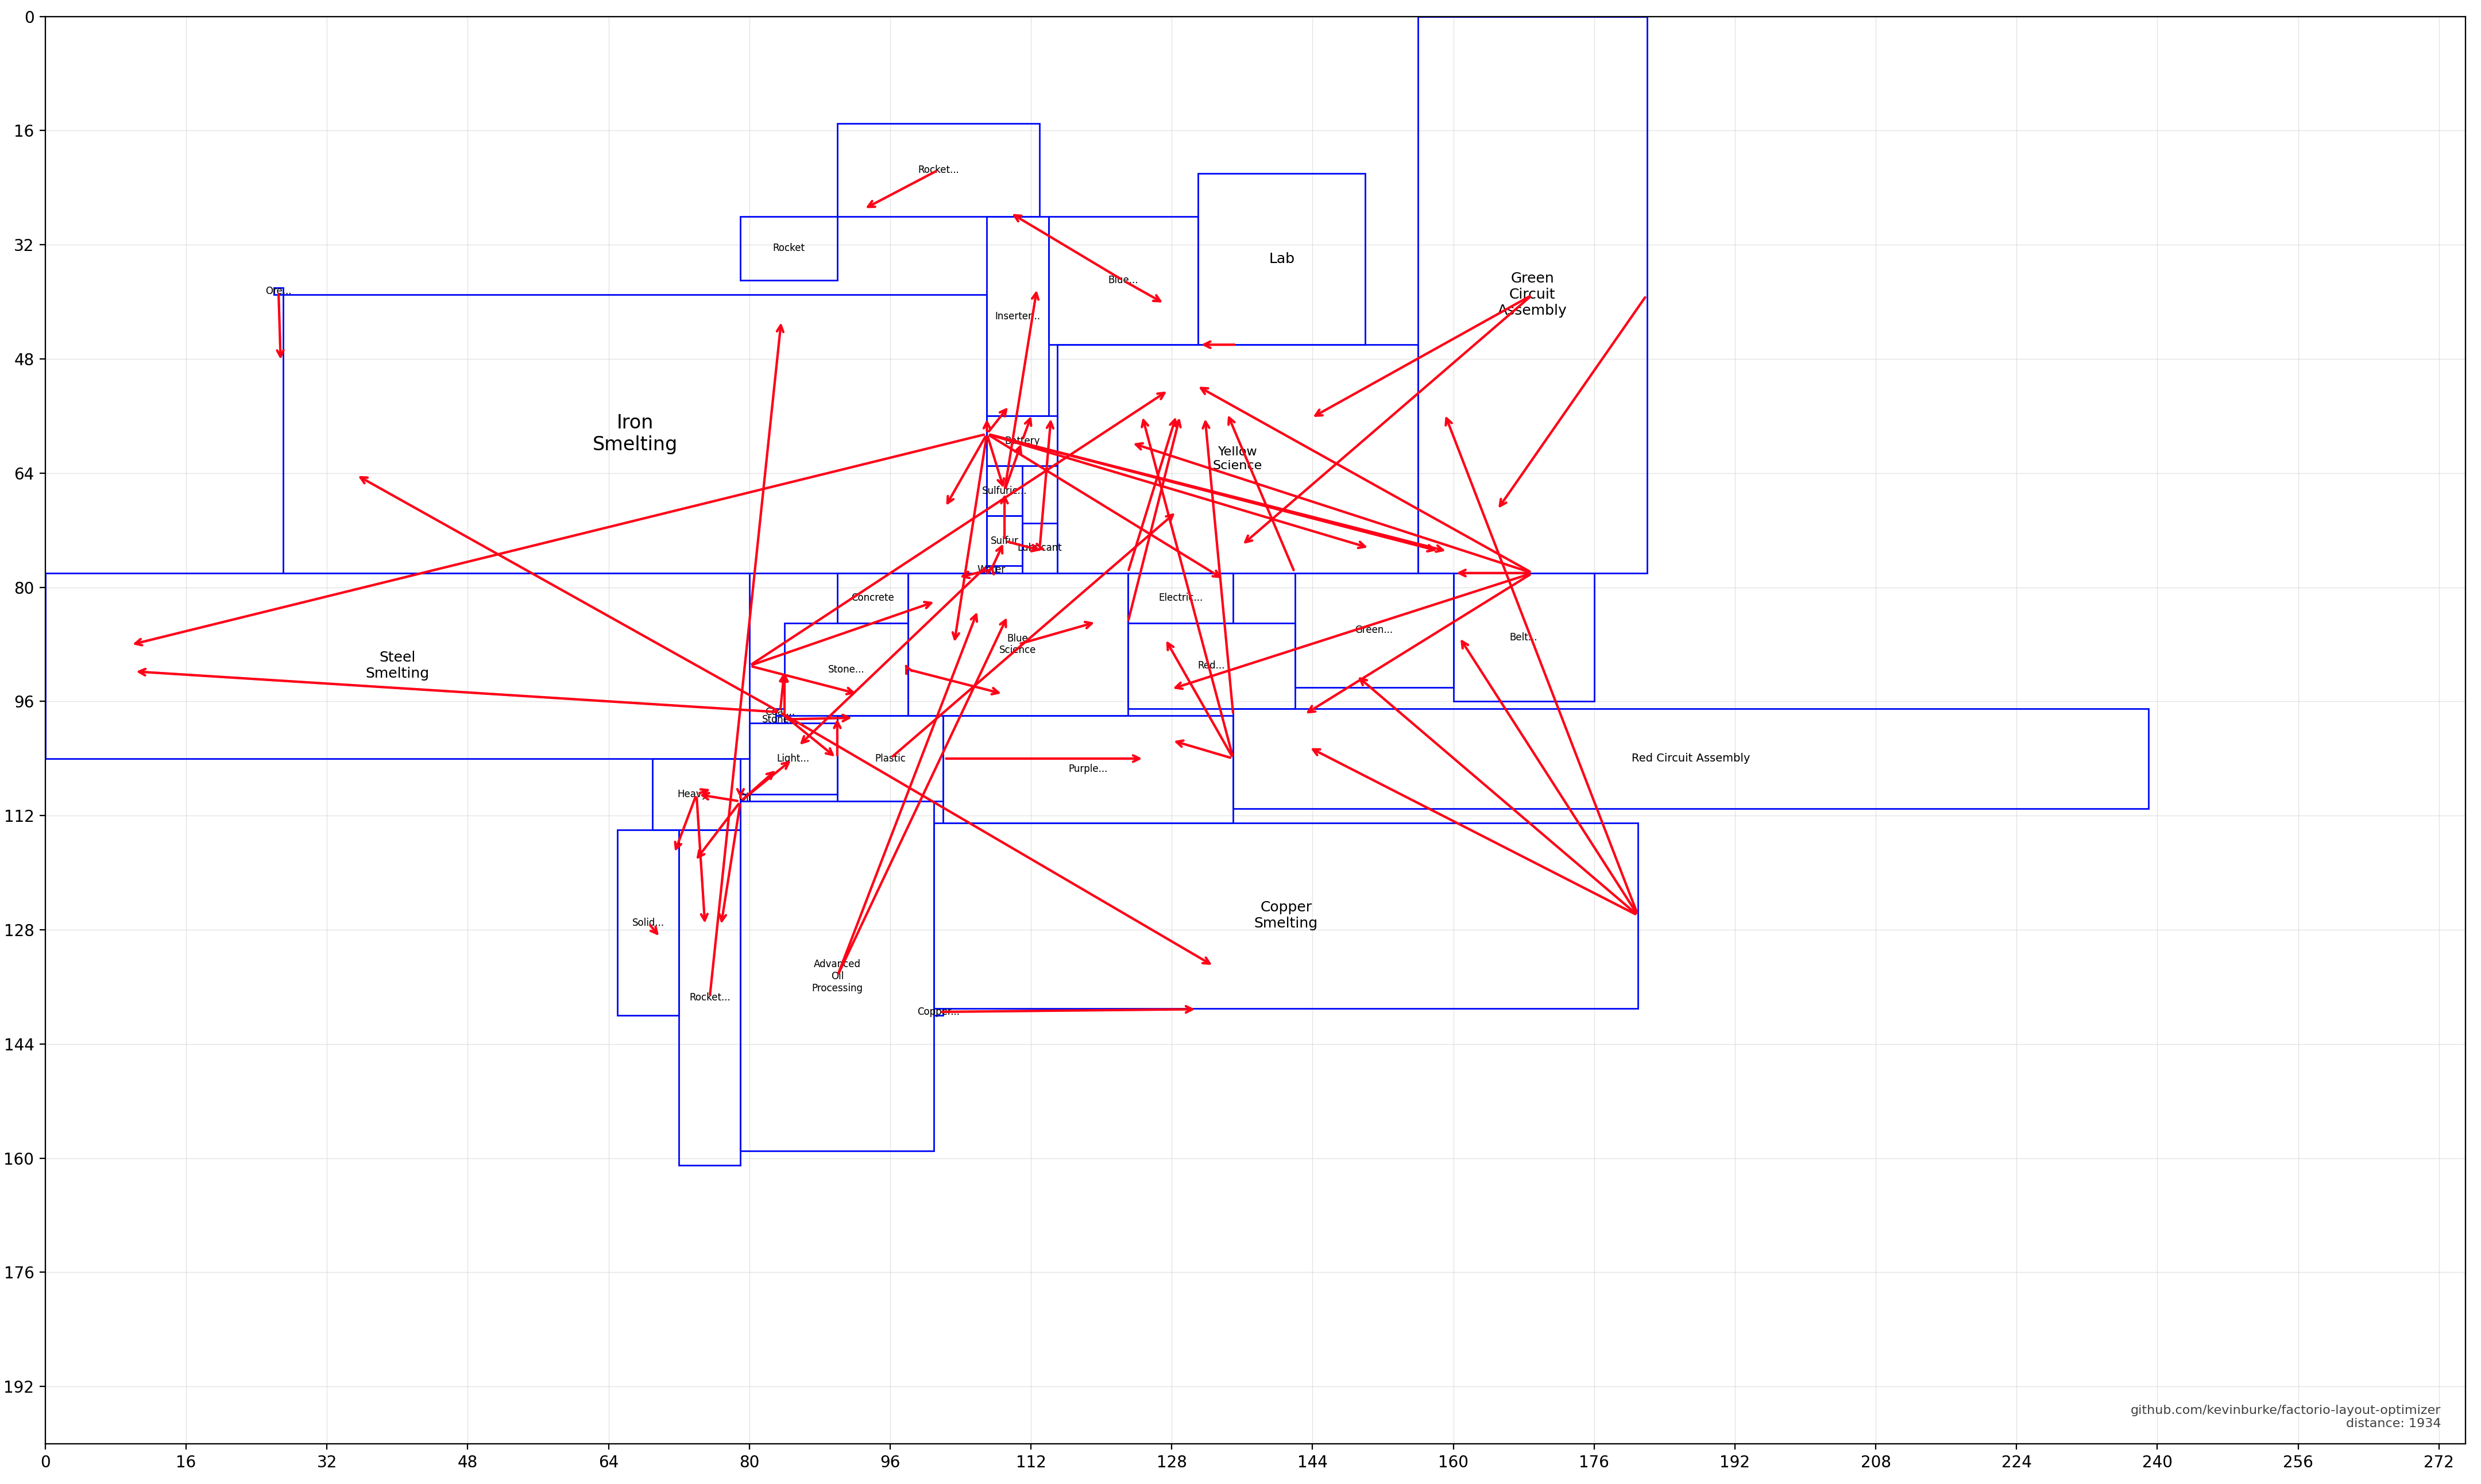 0
16
32
48
64
80
96
112
128
144
160
176
192
Rocket...
Rocket
Lab
Blue...
Green
Circuit
Assembly
Ore...
Inserter...
Iron
Smelting
Battery
Yellow
Science
Sulfuric...
Sulfur
Lubricant
Water
Concrete
Electric...
Green...
Belt...
Blue
Science
Steel
Smelting
Stone...
Red...
Ston...
Light...
Plastic
Purple...
Red Circuit Assembly
Heavy
Copper
Smelting
Solid...
Advanced
Oil
Processing
Rocket...
Copper...
github.com/kevinburke/factorio-layout-optimizer
distance: 1934
0
16
32
48
64
80
96
112
128
144
160
176
192
208
224
240
256
272